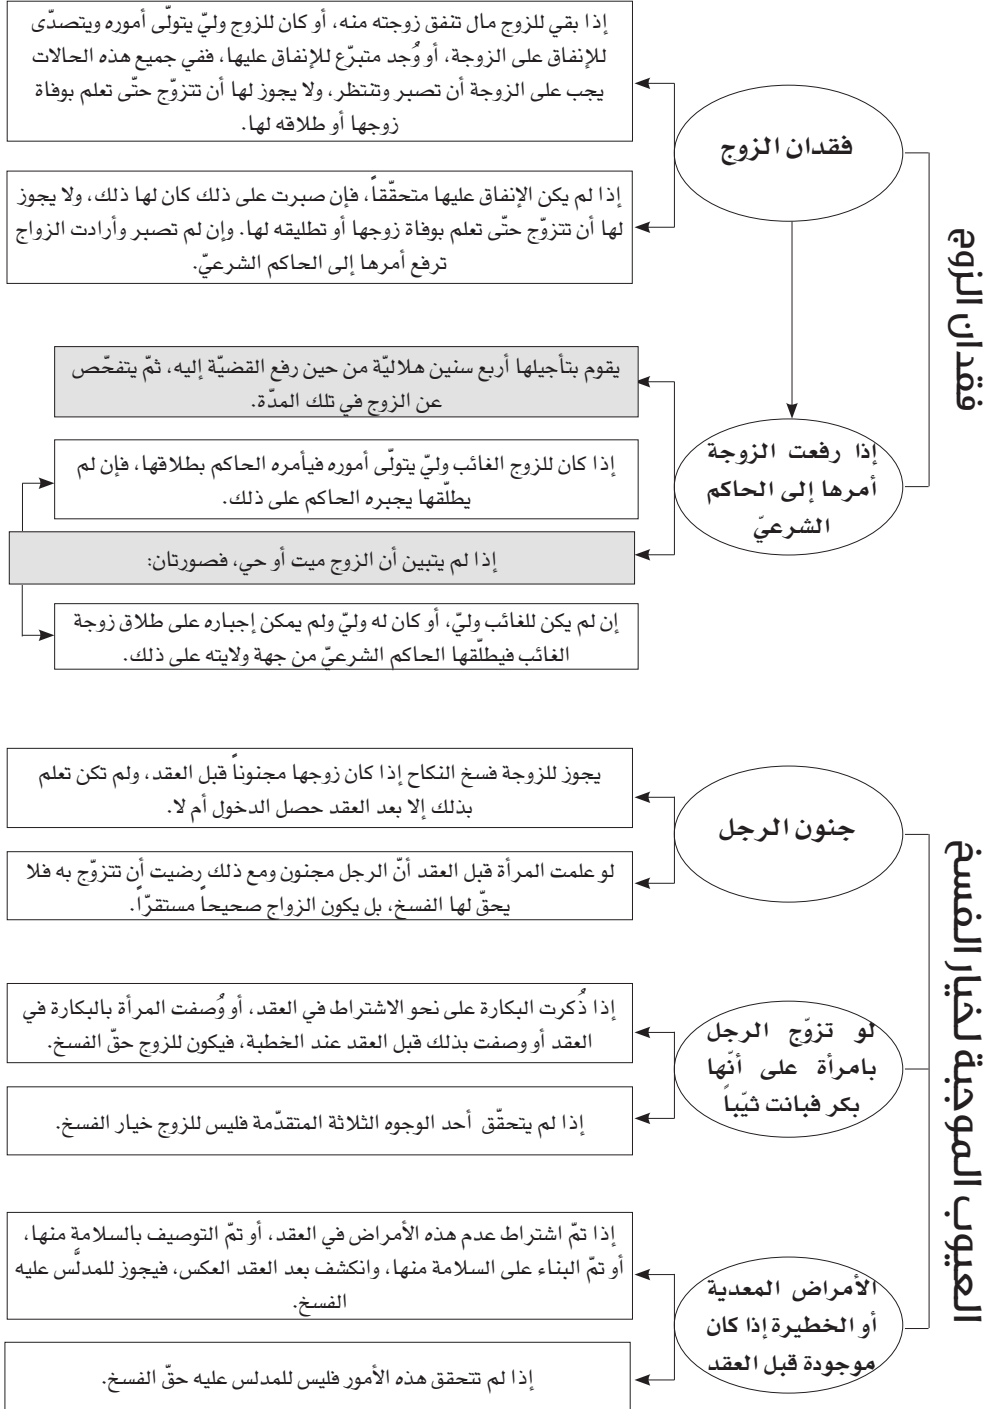 فقدان الزوج
فقدان الزوج
إذا بقي للزوج مال تنفق زوجته منه، أو كان للزوج وليّ يتولّى أموره ويتصدّى
للإنفاق على الزوجة، أو وُجد متبرّع للإنفاق عليها، ففي جميع هذه الحالات
يجب على الزوجة أن تصبر وتنتظر، ولا يجوز لها أن تتزوّج حتّى تعلم بوفاة
زوجها أو طلاقه لها.
إذا لم يكن الإنفاق عليها متحقّقاً، فإن صبرت على ذلك كان لها ذلك، ولا يجوز
لها أن تتزوّج حتّى تعلم بوفاة زوجها أو تطليقه لها. وإن لم تصبر وأرادت الزواج
ترفع أمرها إلى الحاكم الشرعيّ.
إذا رفعت الزوجة
أمرها إلى الحاكم
الشرعيّ
يقوم بتأجيلها أربع سنين هلاليّة من حين رفع القضيّة إليه، ثمّ يتفحّص
عن الزوج في تلك المدّة.
إذا كان للزوج الغائب وليّ يتولّى أموره فيأمره الحاكم بطلاقها، فإن لم
يطلّقها يجبره الحاكم على ذلك.
إذا لم يتبين أن الزوج ميت أو حي، فصورتان:
إن لم يكن للغائب وليّ، أو كان له وليّ ولم يمكن إجباره على طلاق زوجة
الغائب فيطلّقها الحاكم الشرعيّ من جهة ولايته على ذلك.
العيوب الموجبة لخيار الفسخ
جنون الرجل
يجوز للزوجة فسخ النكاح إذا كان زوجها مجنوناً قبل العقد، ولم تكن تعلم
بذلك إلا بعد العقد حصل الدخول أم لا.
لو علمت المرأة قبل العقد أنّ الرجل مجنون ومع ذلك رضيت أن تتزوّج به فلا
يحقّ لها الفسخ، بل يكون الزواج صحيحاً مستقرّاً.
لو تزوّج الرجل
بامرأة على أنّها
بكر فبانت ثيّباً
إذا ذُكرت البكارة على نحو الاشتراط في العقد، أو وُصفت المرأة بالبكارة في
العقد أو وصفت بذلك قبل العقد عند الخطبة، فيكون للزوج حقّ الفسخ.
إذا لم يتحقّق أحد الوجوه الثلاثة المتقدّمة فليس للزوج خيار الفسخ.
الأمراض المعدية
أو الخطيرة إذا كان
موجودة قبل العقد
إذا تمّ اشتراط عدم هذه الأمراض في العقد، أو تمّ التوصيف بالسلامة منها،
أو تمّ البناء على السلامة منها، وانكشف بعد العقد العكس، فيجوز للمدلَّس عليه
الفسخ.
إذا لم تتحقق هذه الأمور فليس للمدلس عليه حقّ الفسخ.